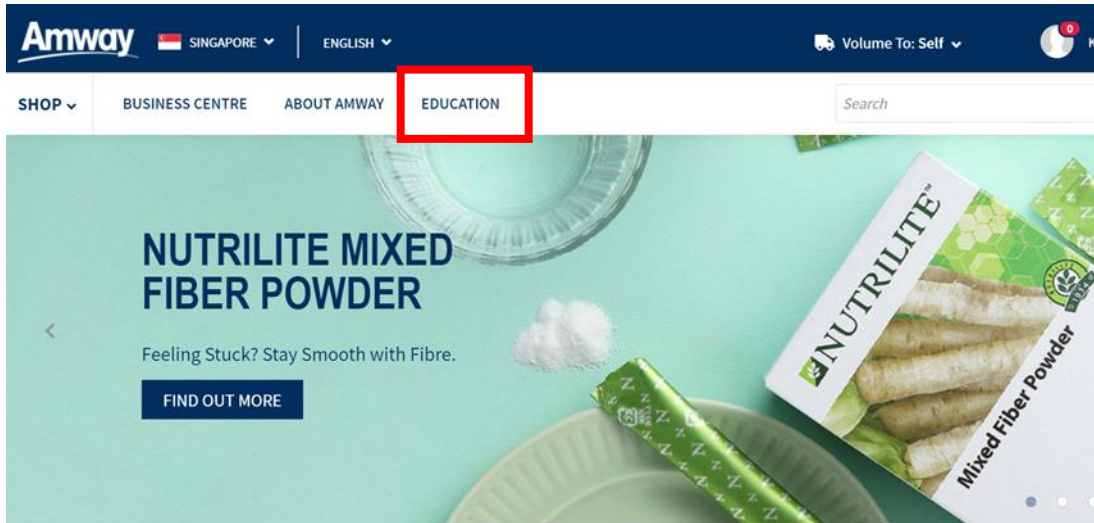 Amway SINGAPORE ENGLISH Volume To: Self 0 K
SHOP BUSINESS CENTRE ABOUT AMWAY EDUCATION Search
NUTRILITE MIXED
FIBER POWDER
Feeling Stuck? Stay Smooth with Fibre.
FIND OUT MORE
NUTRILITE™
Mixed Fiber Powder